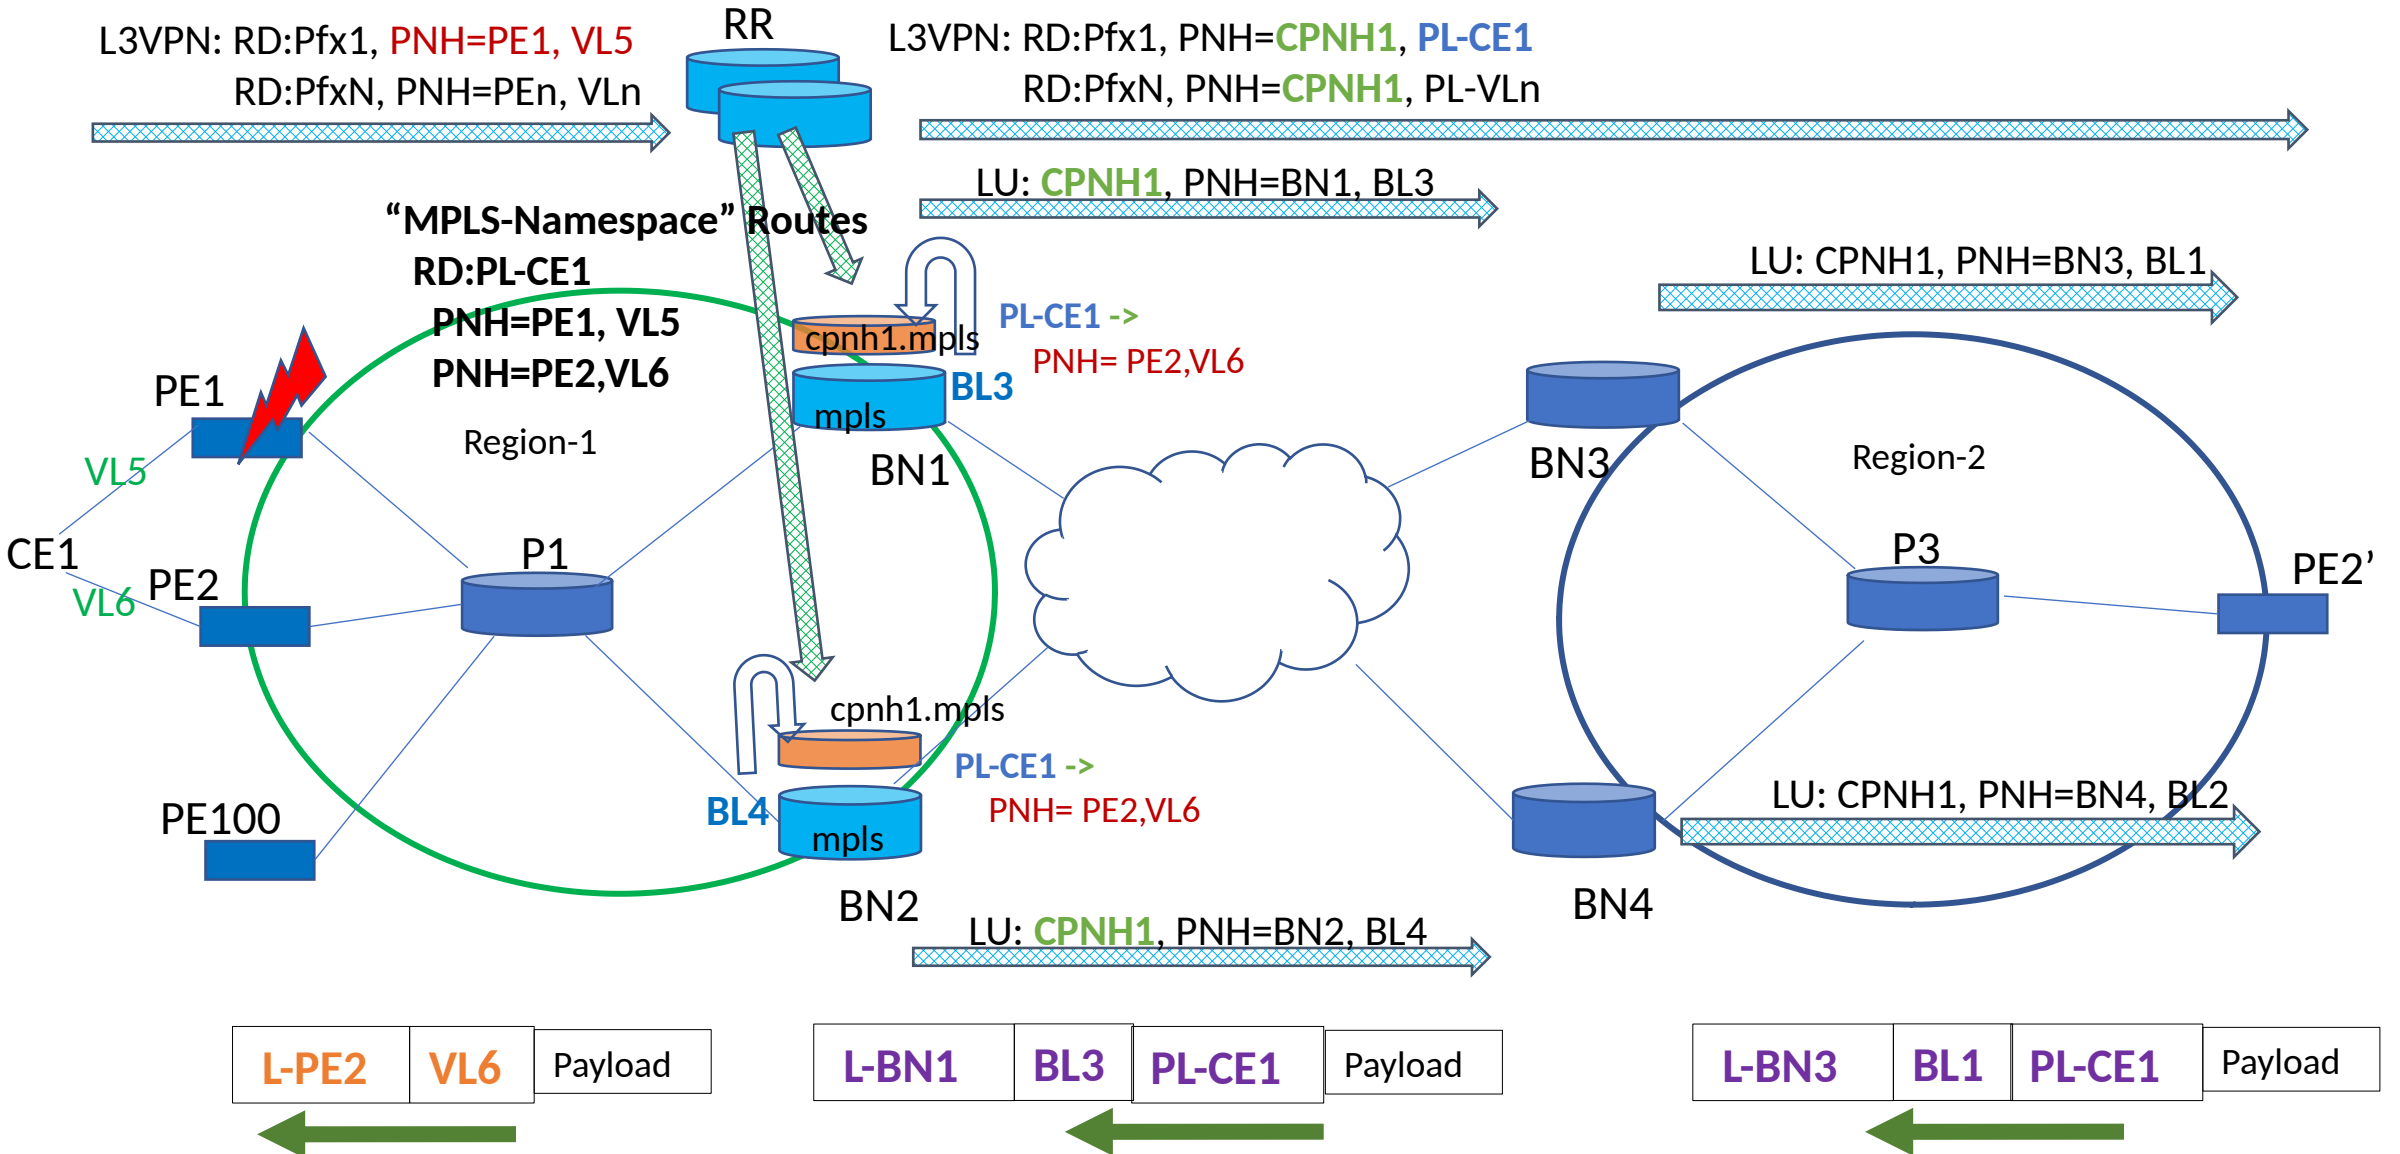 RR
L3VPN: RD:Pfx1, PNH=PE1, VL5
RD:PfxN, PNH=PEn, VLn
L3VPN: RD:Pfx1, PNH=CPNH1, PL-CE1
RD:PfxN, PNH=CPNH1, PL-VLn
LU: CPNH1, PNH=BN1, BL3
“MPLS-Namespace” Routes
RD:PL-CE1
PNH=PE1, VL5
PNH=PE2,VL6
LU: CPNH1, PNH=BN3, BL1
cpnh1.mpls
PL-CE1 ->
PNH= PE2,VL6
BL3
mpls
BN1
PE1
Region-1
VL5
CE1
PE2
VL6
P1
PE100
BN3
Region-2
P3
PE2’
cpnh1.mpls
PL-CE1 ->
PNH= PE2,VL6
BL4
mpls
BN2
LU: CPNH1, PNH=BN4, BL2
BN4
LU: CPNH1, PNH=BN2, BL4
L-PE2 VL6 Payload
L-BN1 BL3 PL-CE1 Payload
L-BN3 BL1 PL-CE1 Payload